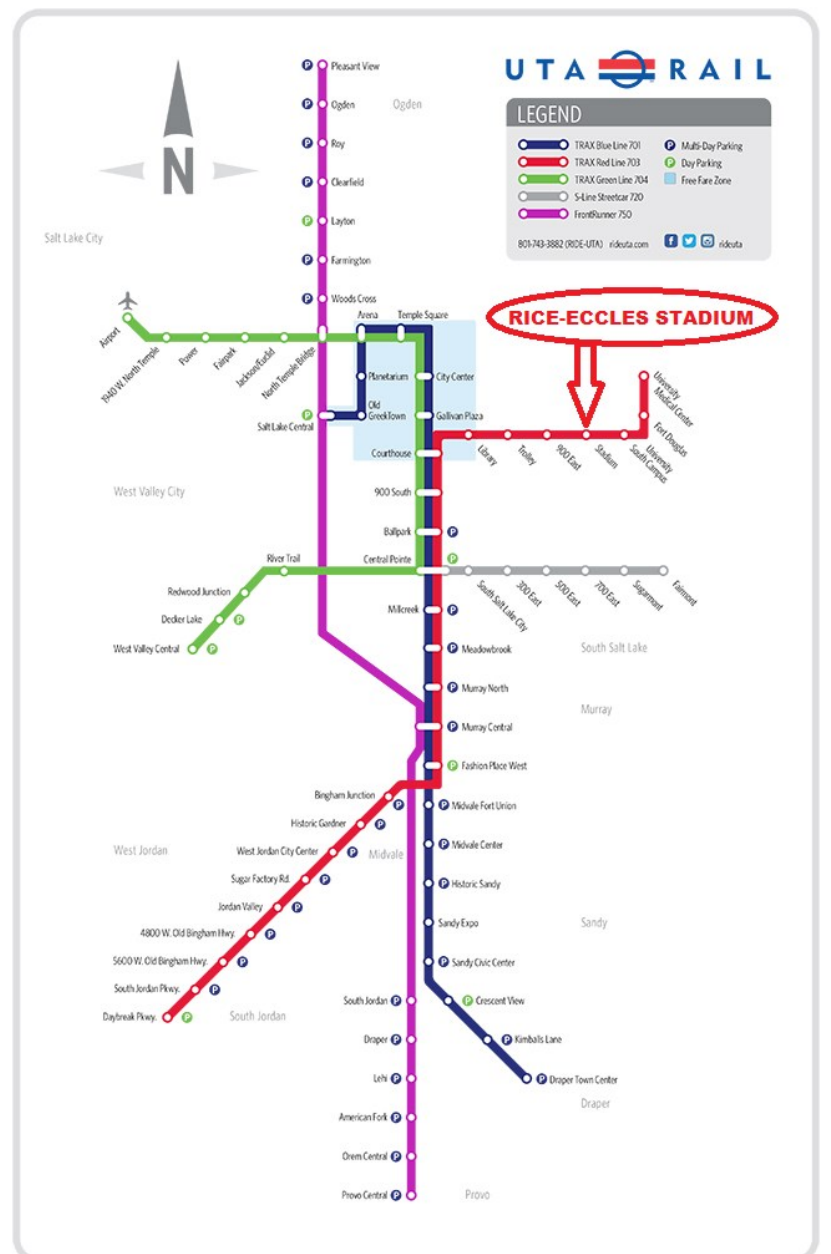 UTA RAIL
LEGEND
TRAX Blue Line 701
TRAX Red Line 703
TRAX Green Line 704
S-Line Streetcar 720
FrontRunner 750
P Multi-Day Parking
P Day Parking
Free Fare Zone
801-743-3882 (RIDE-UTA) rideuta.com
f
rideuta
N
P Pleasant View
P Ogden
Ogden
P Roy
P Clearfield
P Layton
Salt Lake City
P Farmington
P Woods Cross
Airport
1940 W. North Temple
Power
Fairpark
Jackson/Euclid
North Temple Bridge
Arena
Temple Square
RICE-ECCLES STADIUM
Planetarium
City Center
Old
GreekTown
Gallivan Plaza
P
Salt Lake Central
Courthouse
Library
Trolley
900 East
Stadium
University
South Campus
Fort Douglas
University
Medical Center
900 South
West Valley City
Ballpark P
Central Pointe P
River Trail
Redwood Junction
Decker Lake P
West Valley Central P
South Salt Lake City
300 East
500 East
700 East
Sugarmont
Fairmont
Millcreek P
P Meadowbrook
South Salt Lake
P Murray North
Murray
P Murray Central
P Fashion Place West
Bingham Junction P
P Midvale Fort Union
Historic Gardner P
West Jordan
West Jordan City Center P
Midvale
P Midvale Center
Sugar Factory Rd. P
P Historic Sandy
Jordan Valley P
Sandy Expo
Sandy
4800 W. Old Bingham Hwy. P
5600 W. Old Bingham Hwy. P
P Sandy Civic Center
South Jordan Pkwy. P
Daybreak Pkwy. P
South Jordan
South Jordan P
P Crescent View
Draper P
P Kimballs Lane
Lehi P
P Draper Town Center
Draper
American Fork P
Orem Central P
Provo Central P
Provo